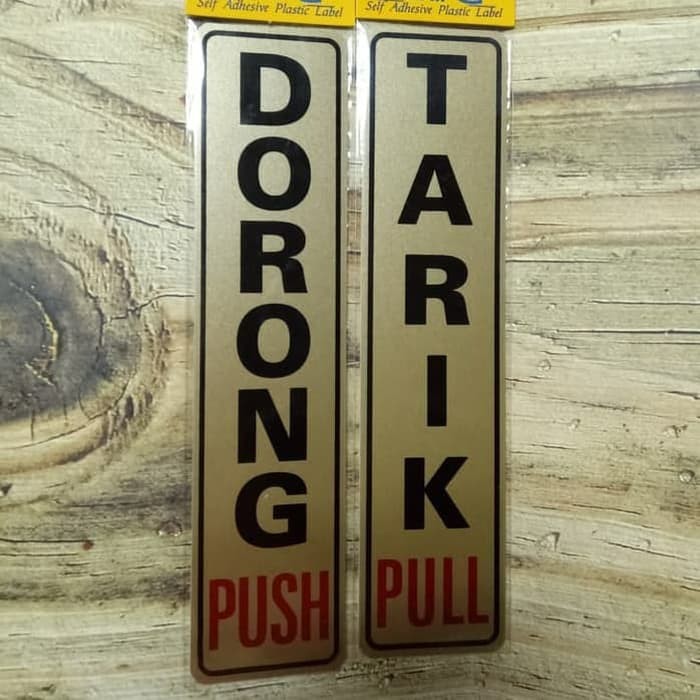 Self Adhesive Plastic Label
DORONG
PUSH
Self Adhesive Plastic Label
TARIK
PULL